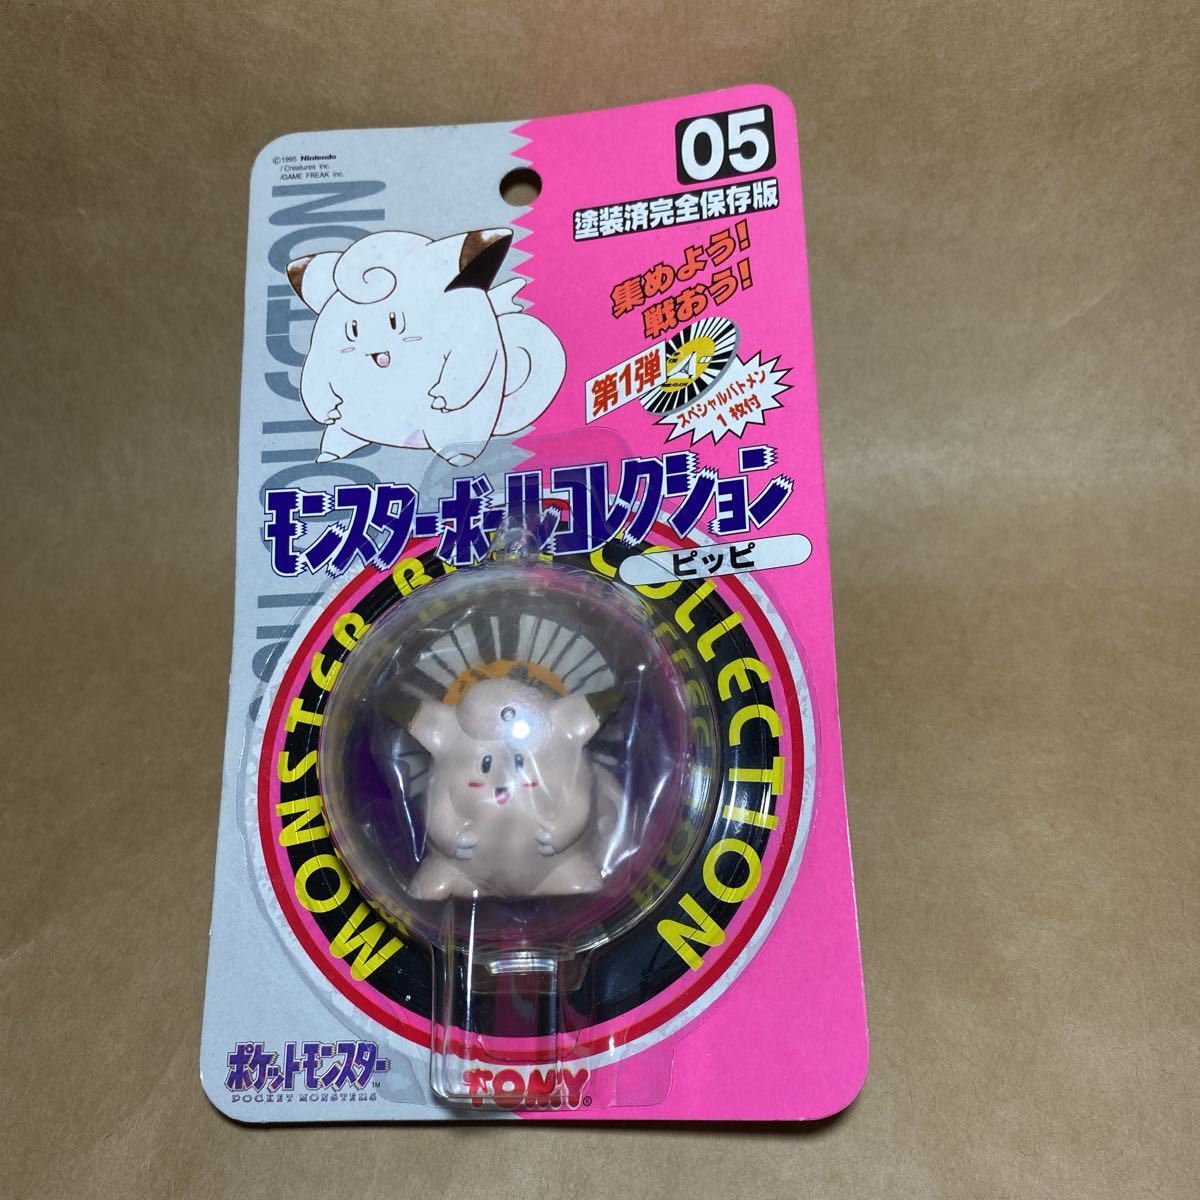 ©1995 Nintendo
/Creatures inc.
/GAME FREAK inc.
05
塗装済完全保存版
集めよう!
戦おう!
第1弾
スペシャルバトメン
1枚付
COLLECTION
モンスターボールコレクション
ピッピ
MONSTER BALL COLLECTION
ポケットモンスター™
POCKET MONSTERS
TOMY®